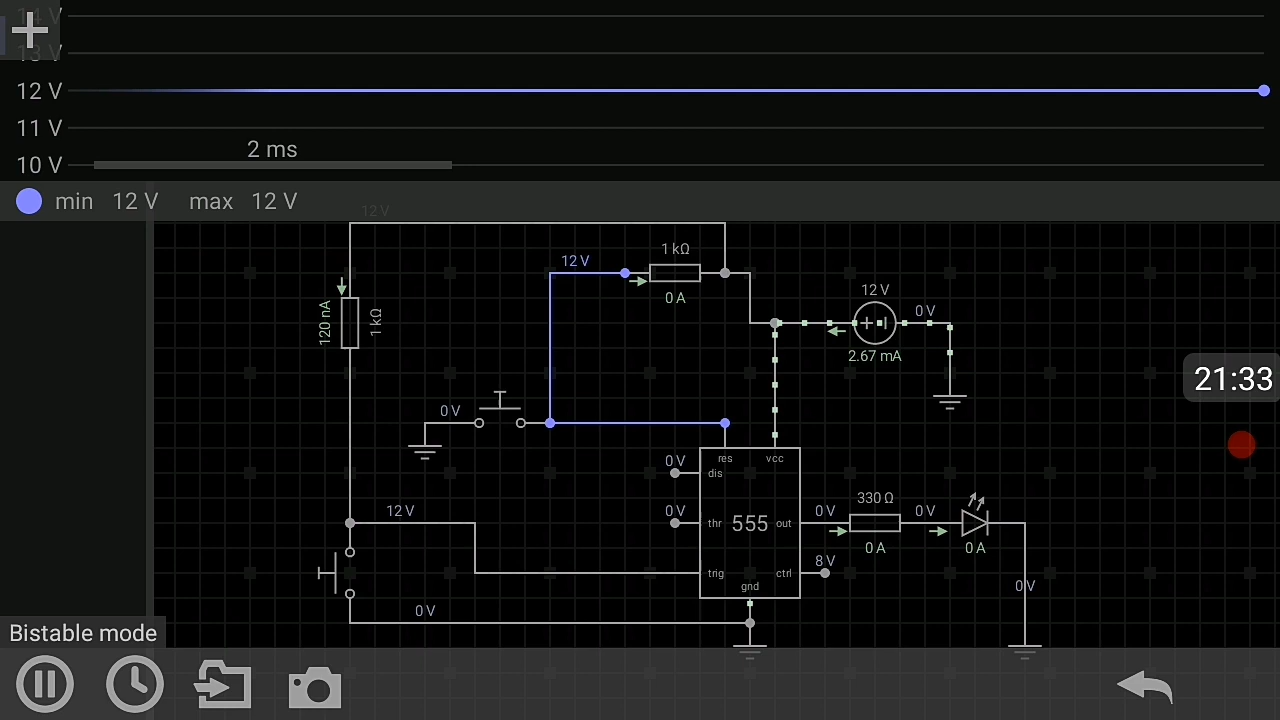 14 V
13 V
12 V
11 V
2 ms
10 V
min 12 V max 12 V
12 V
1 kΩ
12 V
0 A
12 V
0 V
120 nA
1 kΩ
2.67 mA
21:33
0 V
res vcc
0 V
dis
330 Ω
12 V
0 V
thr 555 out
0 V
0 V
0 A
0 A
8 V
trig ctrl
gnd
0 V
0 V
Bistable mode